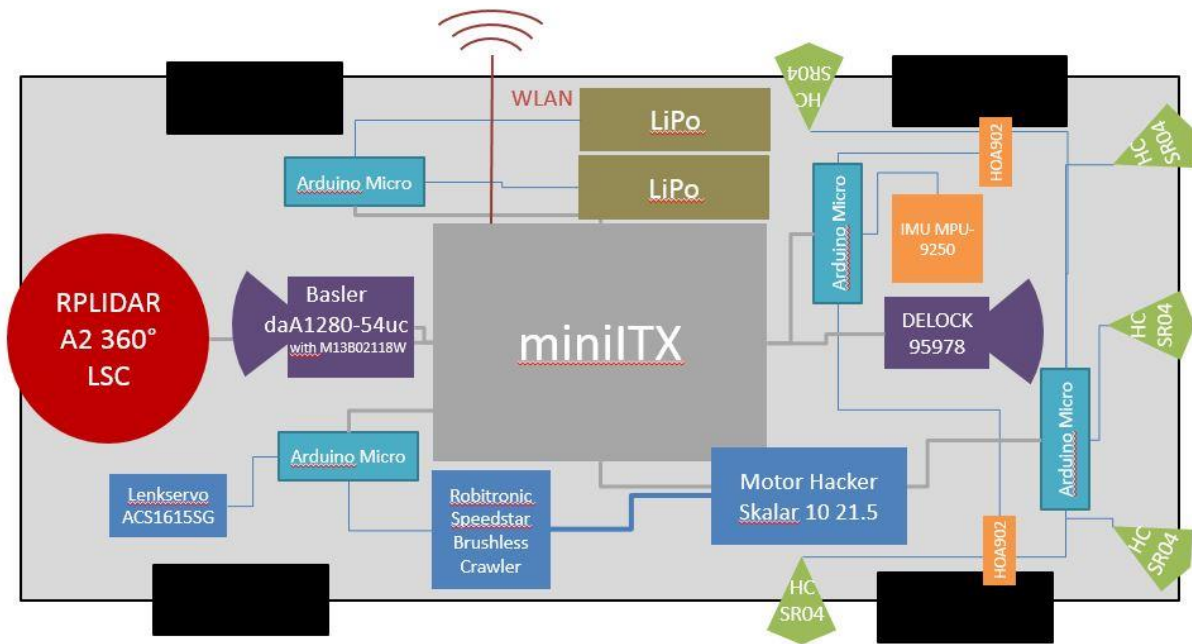 WLAN
LiPo
LiPo
Arduino Micro
HC
SR04
HOA902
HC
SR04
Arduino Micro
IMU MPU-
9250
RPLIDAR
A2 360°
LSC
Basler
daA1280-54uc
with M13B02118W
miniITX
DELOCK
95978
HC
SR04
Arduino Micro
Arduino Micro
Lenkservo
ACS1615SG
Robitronic
Speedstar
Brushless
Crawler
Motor Hacker
Skalar 10 21.5
HOA902
HC
SR04
HC
SR04